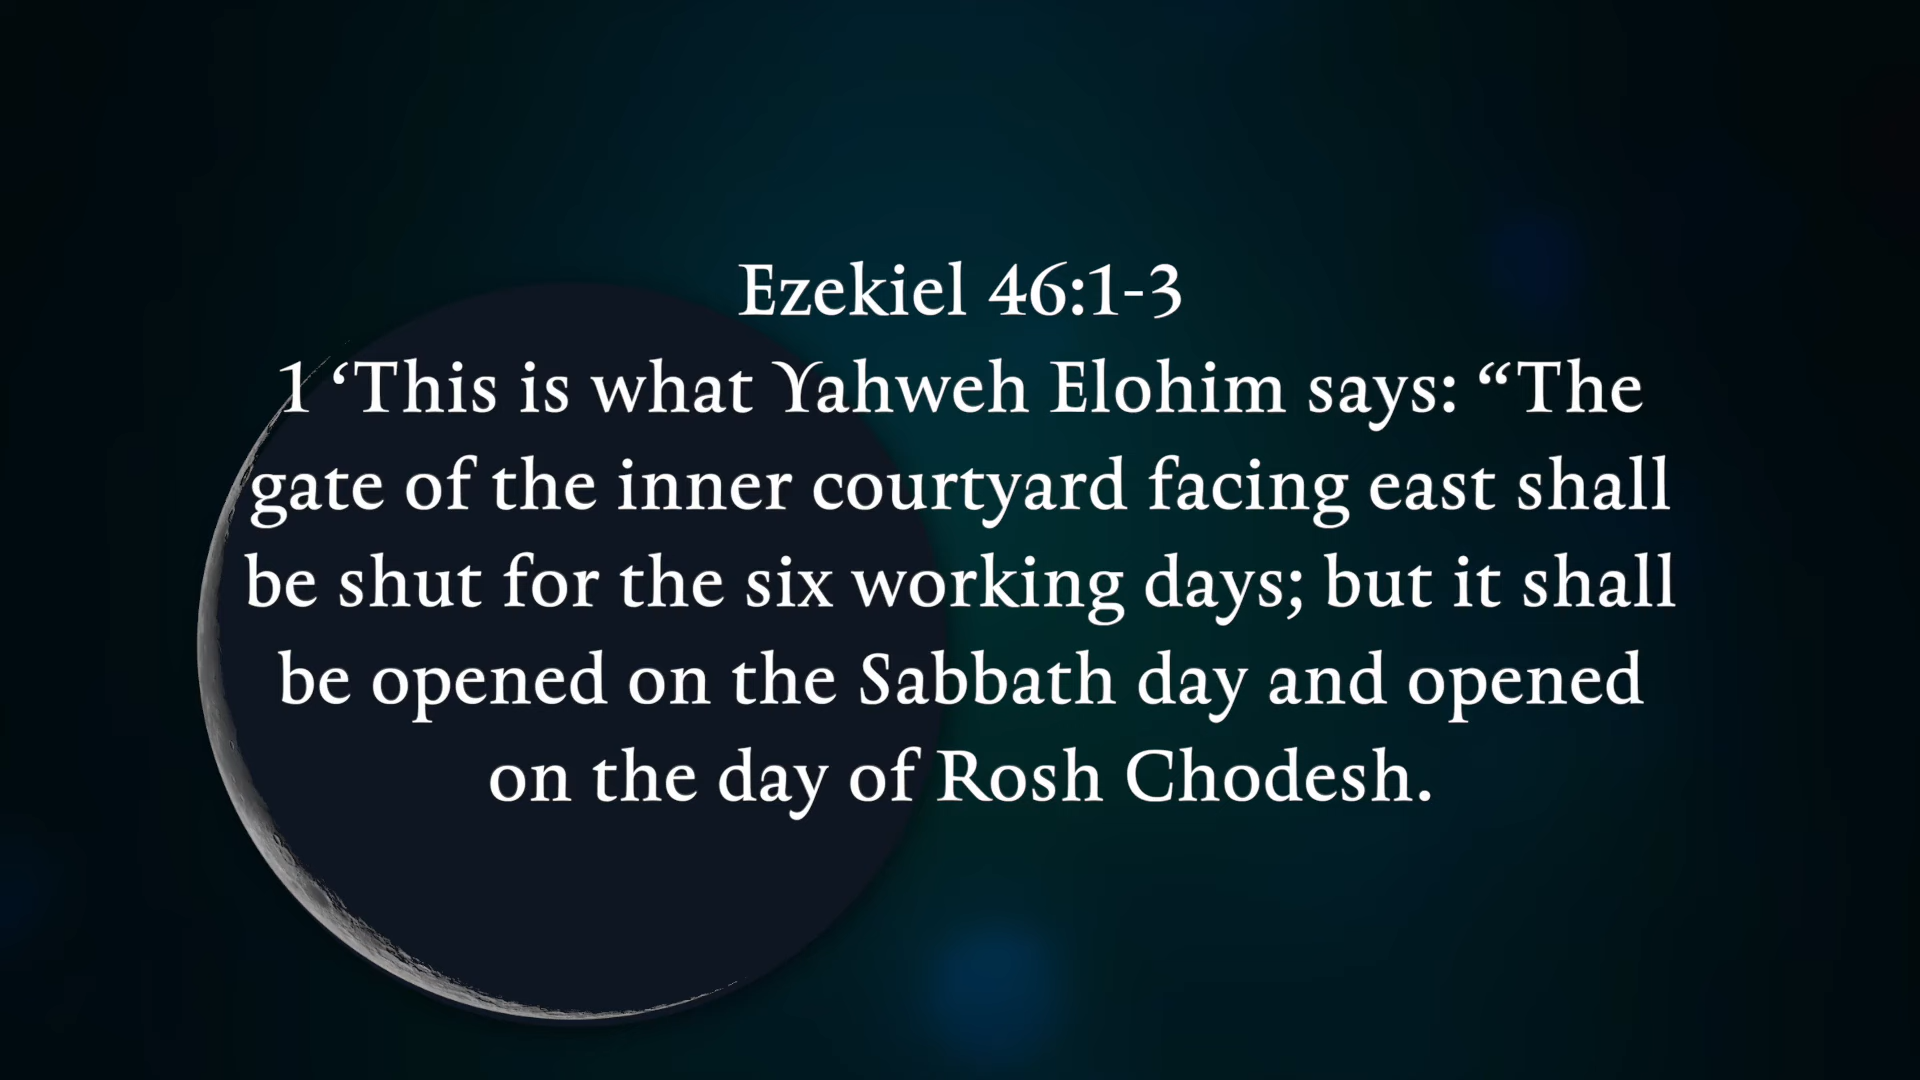 Ezekiel 46:1-3
1 ‘This is what Yahweh Elohim says: “The
gate of the inner courtyard facing east shall
be shut for the six working days; but it shall
be opened on the Sabbath day and opened
on the day of Rosh Chodesh.